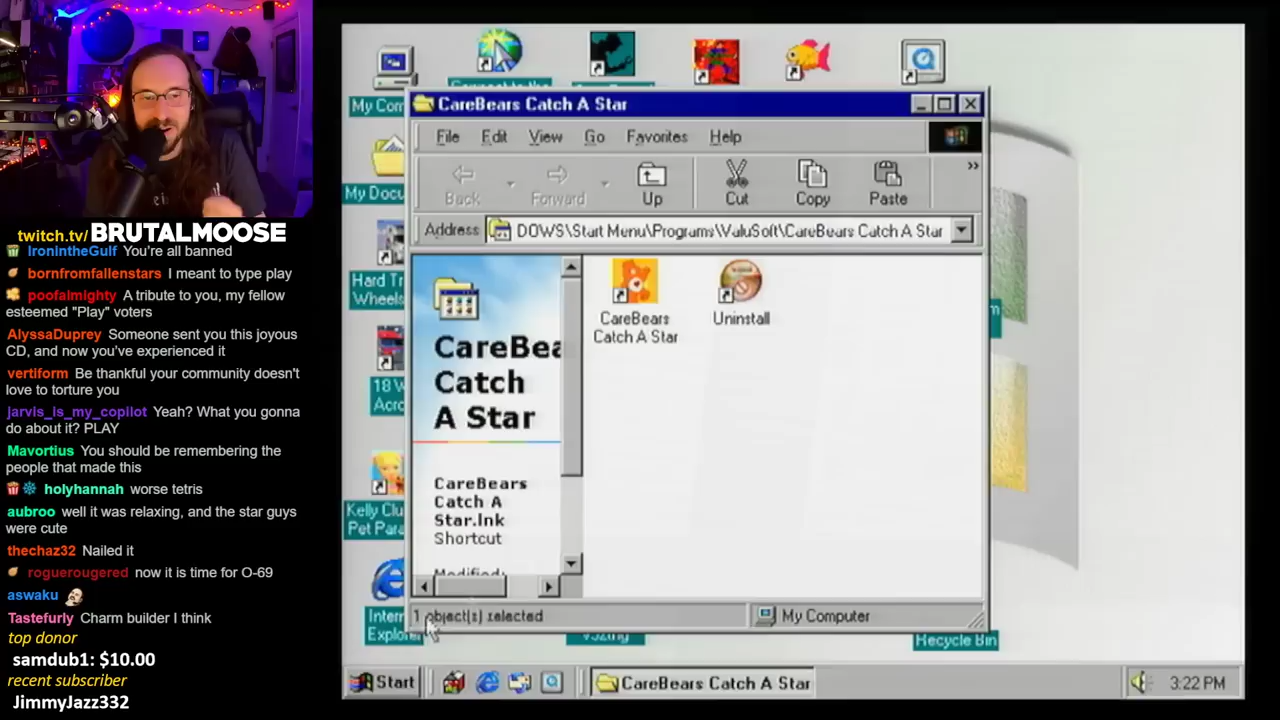 twitch.tv/BRUTALMOOSE
IronintheGulf You're all banned
bornfromfallenstars I meant to type play
poofalmighty A tribute to you, my fellow
esteemed "Play" voters
AlyssaDuprey Someone sent you this joyous
CD, and now you've experienced it
vertiform Be thankful your community doesn't
love to torture you
jarvis_is_my_copilot Yeah? What you gonna
do about it? PLAY
Mavortius You should be remembering the
people that made this
holyhannah worse tetris
aubroo well it was relaxing, and the star guys
were cute
thechaz32 Nailed it
roguerougered now it is time for O-69
aswaku
Tastefurly Charm builder I think
top donor
samdub1: $10.00
recent subscriber
JimmyJazz332
My Com
Connect to the
My Docu
Hard Tr
Wheels
18 W
Acro
Kelly Clu
Pet Para
Intern
Explore
Recycle Bin
CareBears Catch A Star
File Edit View Go Favorites Help
Back Forward Up Cut Copy Paste
Address DOWS\Start Menu\Programs\ValuSoft\CareBears Catch A Star
CareBea
Catch
A Star
CareBears
Catch A
Star.lnk
Shortcut
Modified:
CareBears
Catch A Star
Uninstall
1 object(s) selected
My Computer
Start
CareBears Catch A Star
3:22 PM